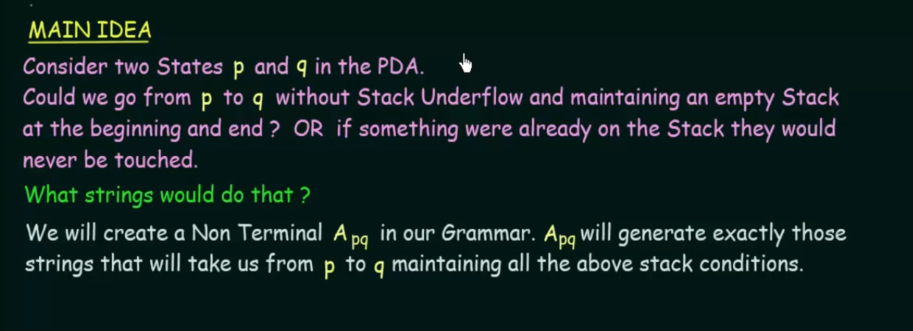 MAIN IDEA
Consider two States p and q in the PDA.
Could we go from p to q without Stack Underflow and maintaining an empty Stack
at the beginning and end ? OR if something were already on the Stack they would
never be touched.
What strings would do that ?
We will create a Non Terminal A pq in our Grammar. Apq will generate exactly those
strings that will take us from p to q maintaining all the above stack conditions.